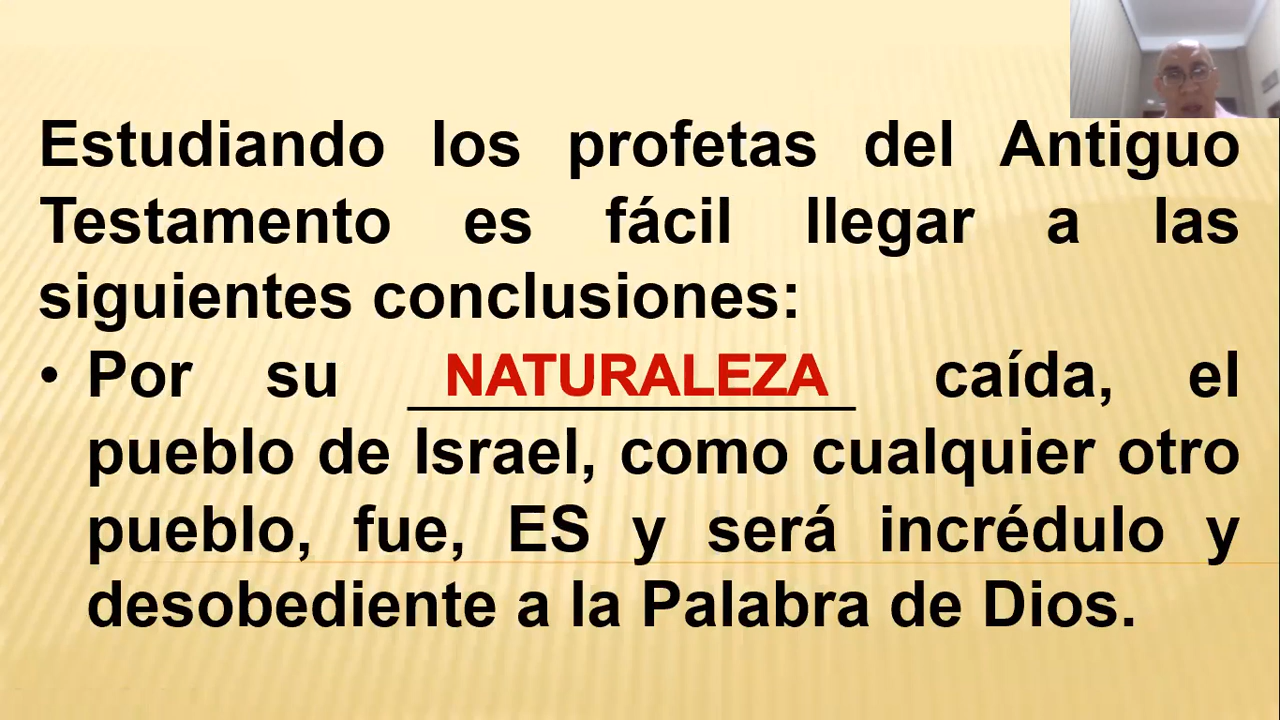 Estudiando los profetas del Antiguo
Testamento es fácil llegar a las
siguientes conclusiones:
• Por su NATURALEZA caída, el
pueblo de Israel, como cualquier otro
pueblo, fue, ES y será incrédulo y
desobediente a la Palabra de Dios.